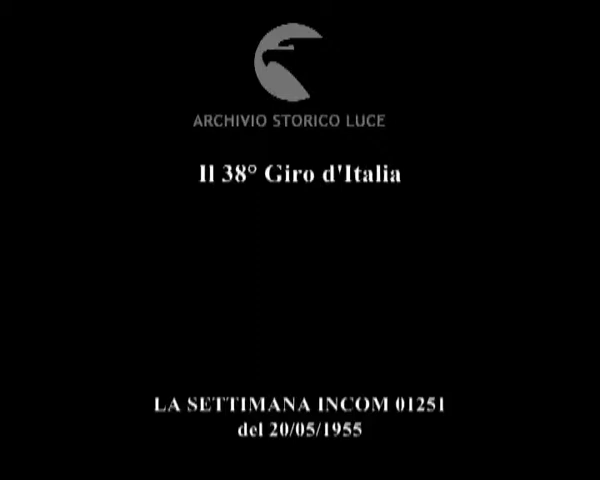 ARCHIVIO STORICO LUCE
Il 38° Giro d'Italia
LA SETTIMANA INCOM 01251
del 20/05/1955